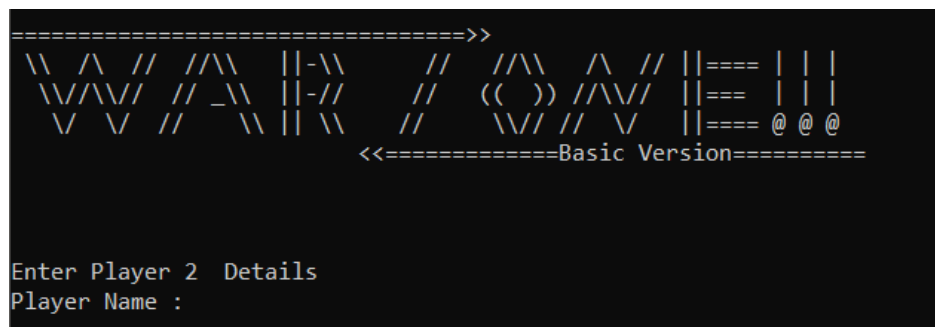 ==================================>>
 \\  /\  //  //\\   ||-\\      //   //\\   /\  // ||==== | | |
  \\//\\//  // _\\  ||-//     //   ((  )) //\\//  ||===  | | |
   \/  \/  //    \\ || \\    //     \\// //  \/   ||==== @ @ @
<<=============Basic Version==========
Enter Player 2  Details
Player Name :